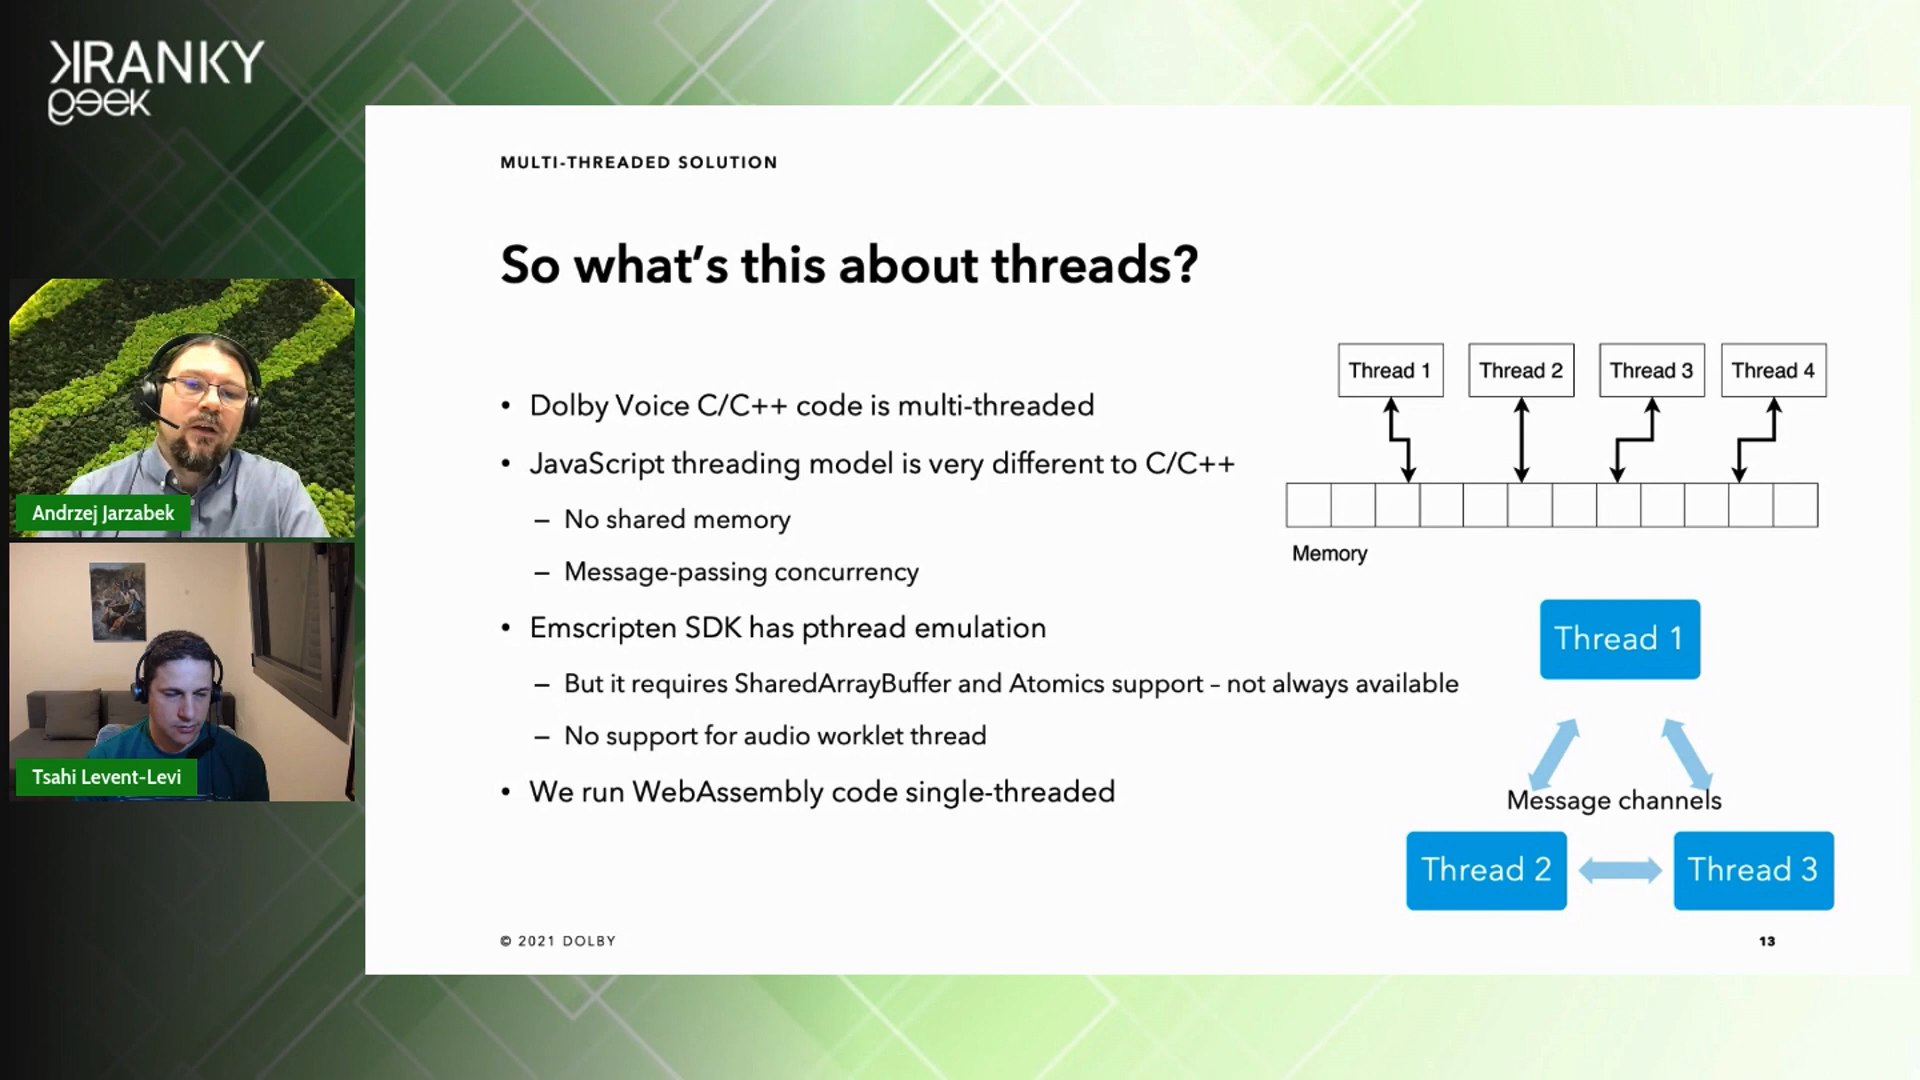 KRANKY
geek
MULTI-THREADED SOLUTION
So what's this about threads?
• Dolby Voice C/C++ code is multi-threaded
• JavaScript threading model is very different to C/C++
– No shared memory
– Message-passing concurrency
• Emscripten SDK has pthread emulation
– But it requires SharedArrayBuffer and Atomics support – not always available
– No support for audio worklet thread
• We run WebAssembly code single-threaded
Thread 1 Thread 2 Thread 3 Thread 4
Memory
Thread 1
Message channels
Thread 2 Thread 3
© 2021 DOLBY
13
Andrzej Jarzabek
Tsahi Levent-Levi